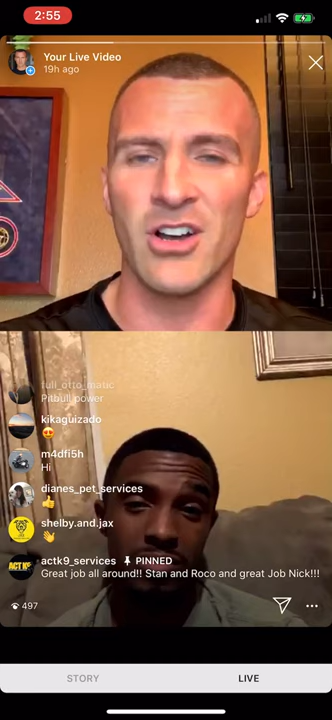 2:55
Your Live Video
19h ago
full_otto_matic
Pitbull power
kikaguizado
😍
m4dfi5h
Hi
dianes_pet_services
👍
shelby.and.jax
👋
actk9_services PINNED
Great job all around!! Stan and Roco and great Job Nick!!!
497
STORY LIVE